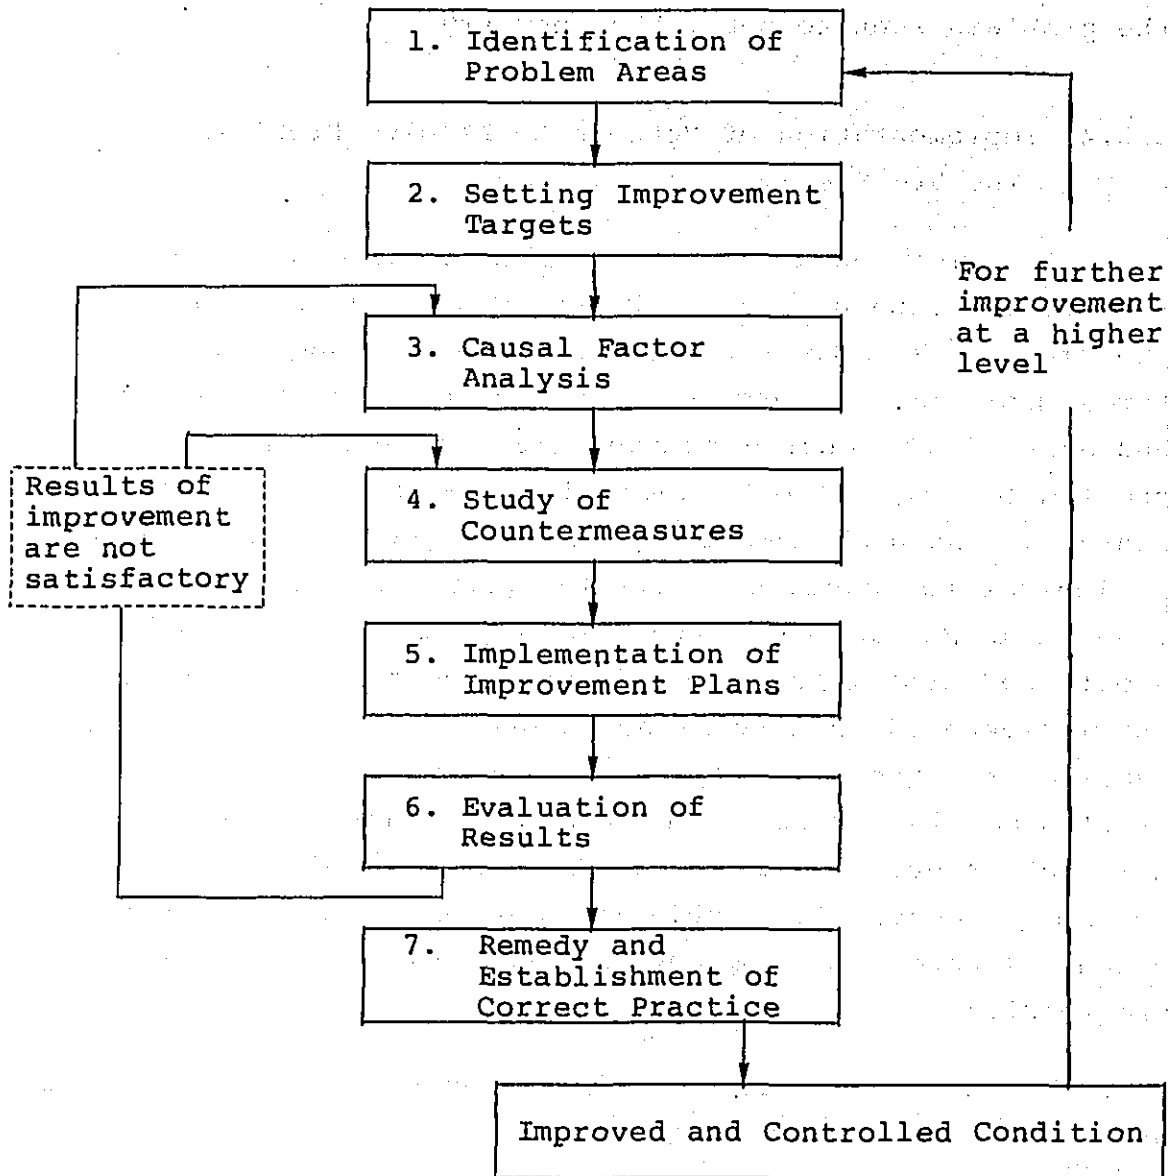 1. Identification of
Problem Areas
2. Setting Improvement
Targets
For further
improvement
at a higher
level
3. Causal Factor
Analysis
Results of
improvement
are not
satisfactory
4. Study of
Countermeasures
5. Implementation of
Improvement Plans
6. Evaluation of
Results
7. Remedy and
Establishment of
Correct Practice
Improved and Controlled Condition